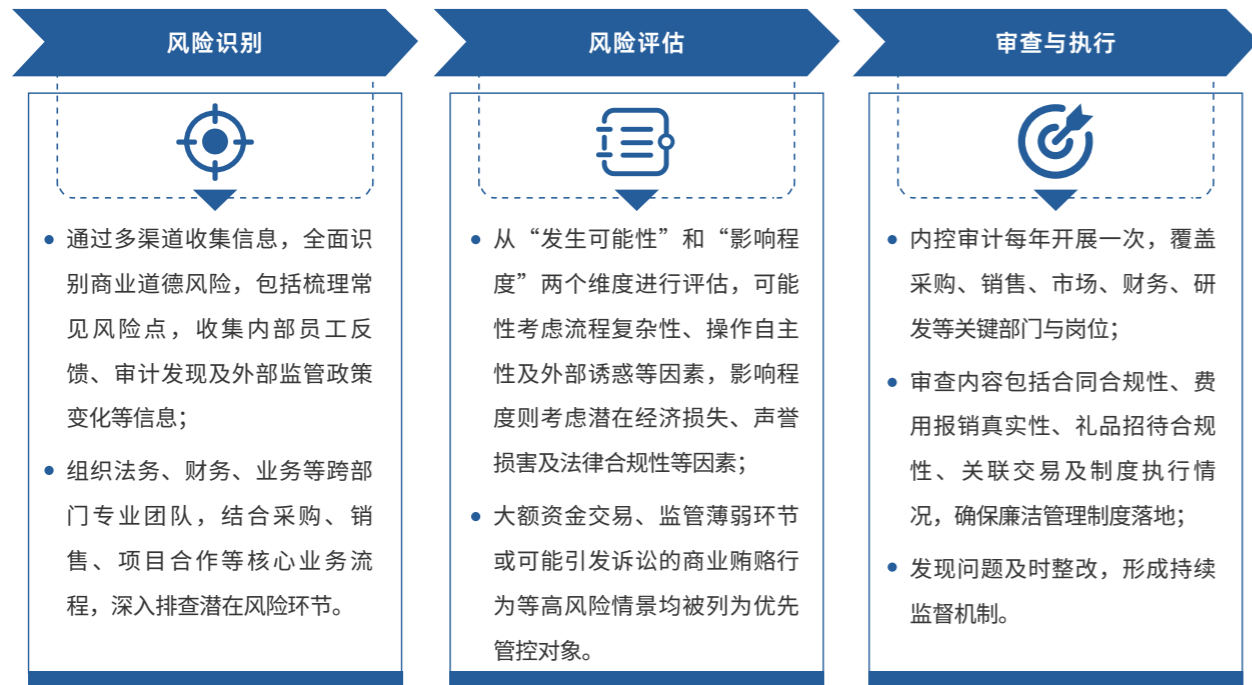 风险识别
通过多渠道收集信息，全面识
别商业道德风险，包括梳理常
见风险点，收集内部员工反
馈、审计发现及外部监管政策
变化等信息；
组织法务、财务、业务等跨部
门专业团队，结合采购、销
售、项目合作等核心业务流
程，深入排查潜在风险环节。
风险评估
从“发生可能性”和“影响程
度”两个维度进行评估，可能
性考虑流程复杂性、操作自主
性及外部诱惑等因素，影响程
度则考虑潜在经济损失、声誉
损害及法律合规性等因素；
大额资金交易、监管薄弱环节
或可能引发诉讼的商业贿赂行
为等高风险情景均被列为优先
管控对象。
审查与执行
内控审计每年开展一次，覆盖
采购、销售、市场、财务、研
发等关键部门与岗位；
审查内容包括合同合规性、费
用报销真实性、礼品招待合规
性、关联交易及制度执行情
况，确保廉洁管理制度落地；
发现问题及时整改，形成持续
监督机制。